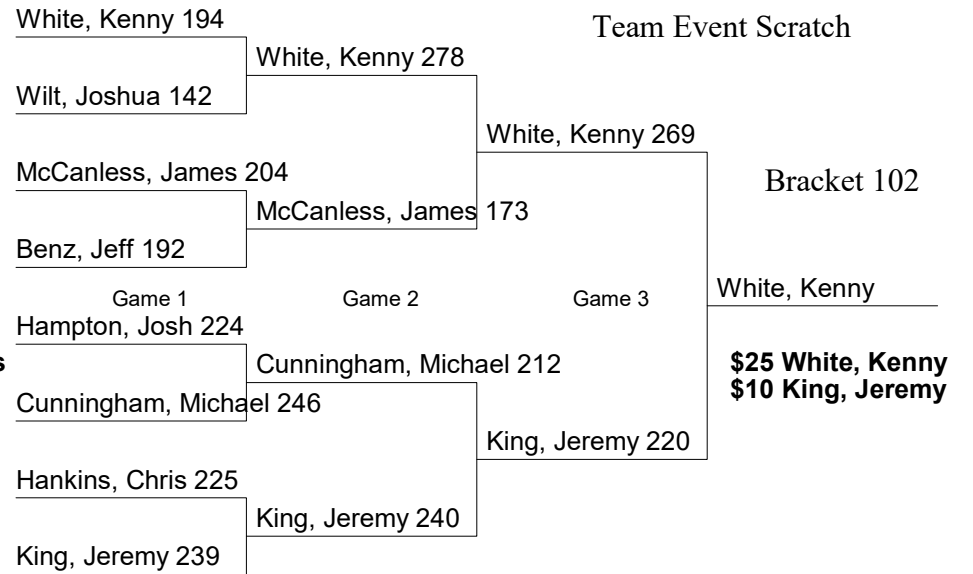 White, Kenny 194
Team Event Scratch
White, Kenny 278
Wilt, Joshua 142
White, Kenny 269
McCanless, James 204
Bracket 102
McCanless, James 173
Benz, Jeff 192
White, Kenny
Game 1
Game 2
Game 3
Hampton, Josh 224
s
Cunningham, Michael 212
$25 White, Kenny
$10 King, Jeremy
Cunningham, Michael 246
King, Jeremy 220
Hankins, Chris 225
King, Jeremy 240
King, Jeremy 239